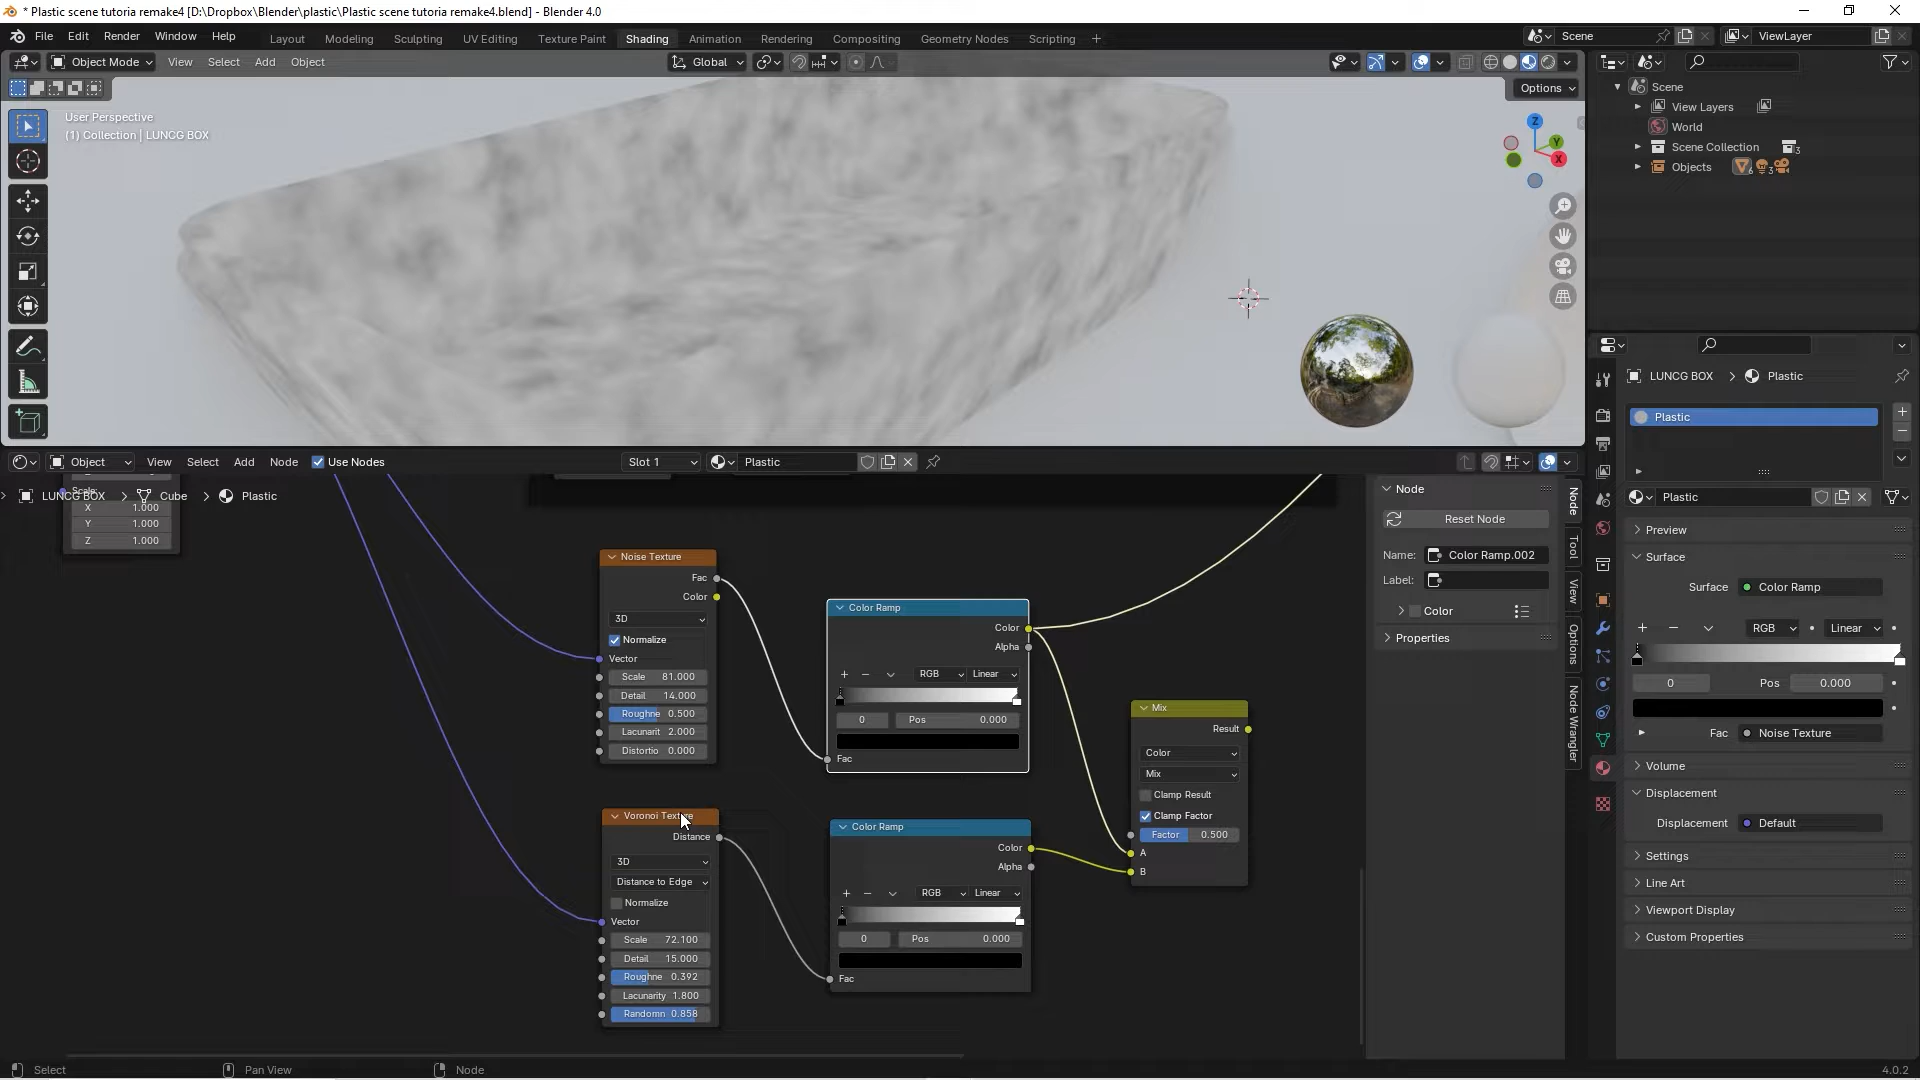 * Plastic scene tutoria remake4 [D:\Dropbox\Blender\plastic\Plastic scene tutoria remake4.blend] - Blender 4.0
File Edit Render Window Help Layout Modeling Sculpting UV Editing Texture Paint Shading Animation Rendering Compositing Geometry Nodes Scripting + Scene ViewLayer
Object Mode View Select Add Object Global
Options
User Perspective
(1) Collection | LUNCG BOX
Z
Y
X
Scene
View Layers
World
Scene Collection 3
Objects 6 3
LUNCG BOX > Plastic
Plastic
Plastic
Preview
Surface
Surface Color Ramp
RGB Linear
0 Pos 0.000
Fac Noise Texture
Volume
Displacement
Displacement Default
Settings
Line Art
Viewport Display
Custom Properties
Object View Select Add Node Use Nodes Slot 1 Plastic
Scale:
LUNCG BOX > Cube > Plastic
X 1.000
Y 1.000
Z 1.000
Noise Texture
Fac
Color
3D
Normalize
Vector
Scale 81.000
Detail 14.000
Roughne 0.500
Lacunarit 2.000
Distortio 0.000
Color Ramp
Color
Alpha
RGB Linear
0 Pos 0.000
Fac
Voronoi Texture
Distance
3D
Distance to Edge
Normalize
Vector
Scale 72.100
Detail 15.000
Roughne 0.392
Lacunarity 1.800
Randomn 0.858
Color Ramp
Color
Alpha
RGB Linear
0 Pos 0.000
Fac
Mix
Result
Color
Mix
Clamp Result
Clamp Factor
Factor 0.500
A
B
Node
Reset Node
Name: Color Ramp.002
Label:
Color
Properties
Node
Tool
View
Options
Node Wrangler
Select Pan View Node 4.0.2